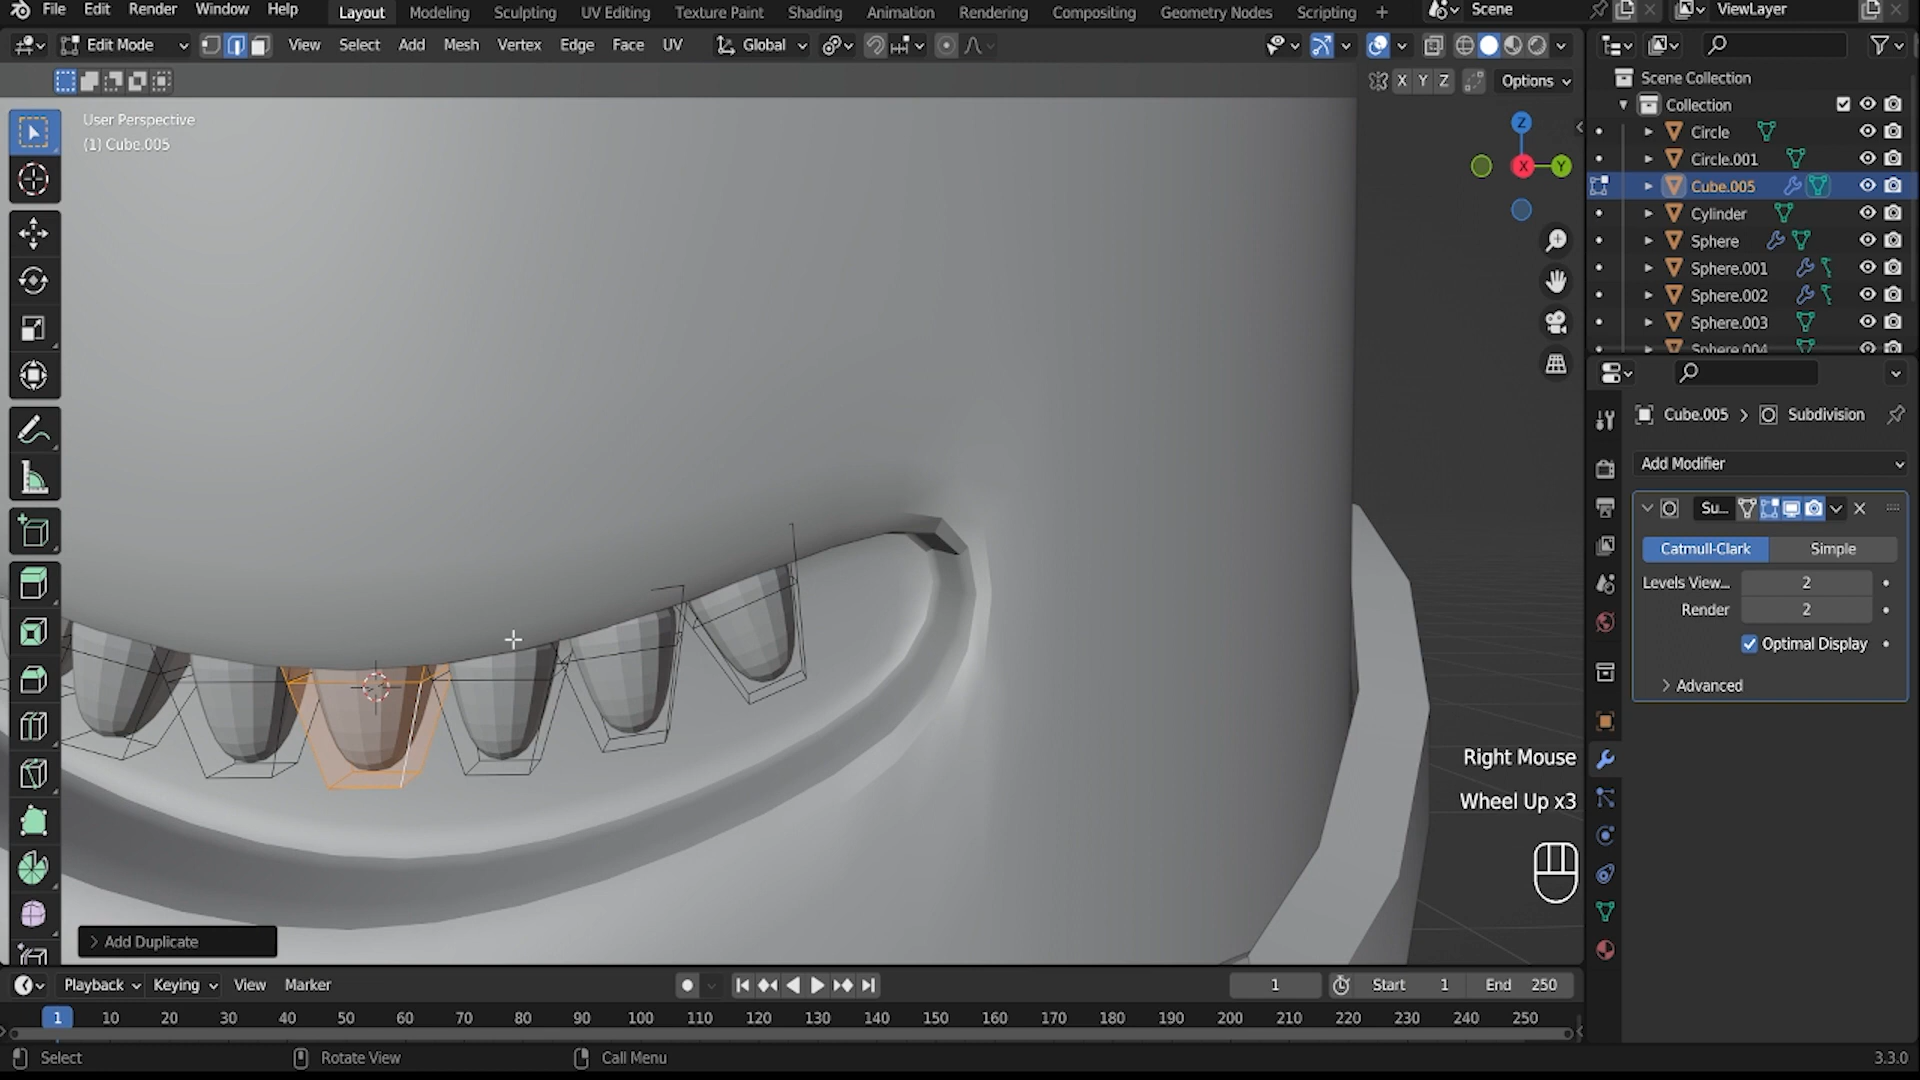 File Edit Render Window Help Layout Modeling Sculpting UV Editing Texture Paint Shading Animation Rendering Compositing Geometry Nodes Scripting + Scene ViewLayer
Edit Mode View Select Add Mesh Vertex Edge Face UV Global
X Y Z Options
User Perspective
(1) Cube.005
Z
X
Y
Scene Collection
Collection
Circle
Circle.001
Cube.005
Cylinder
Sphere
Sphere.001
Sphere.002
Sphere.003
Sphere.004
Cube.005 > Subdivision
Add Modifier
Su...
Catmull-Clark Simple
Levels View... 2
Render 2
Optimal Display
Advanced
Right Mouse
Wheel Up x3
Add Duplicate
Playback Keying View Marker 1 Start 1 End 250
1 10 20 30 40 50 60 70 80 90 100 110 120 130 140 150 160 170 180 190 200 210 220 230 240 250
Select Rotate View Call Menu 3.3.0